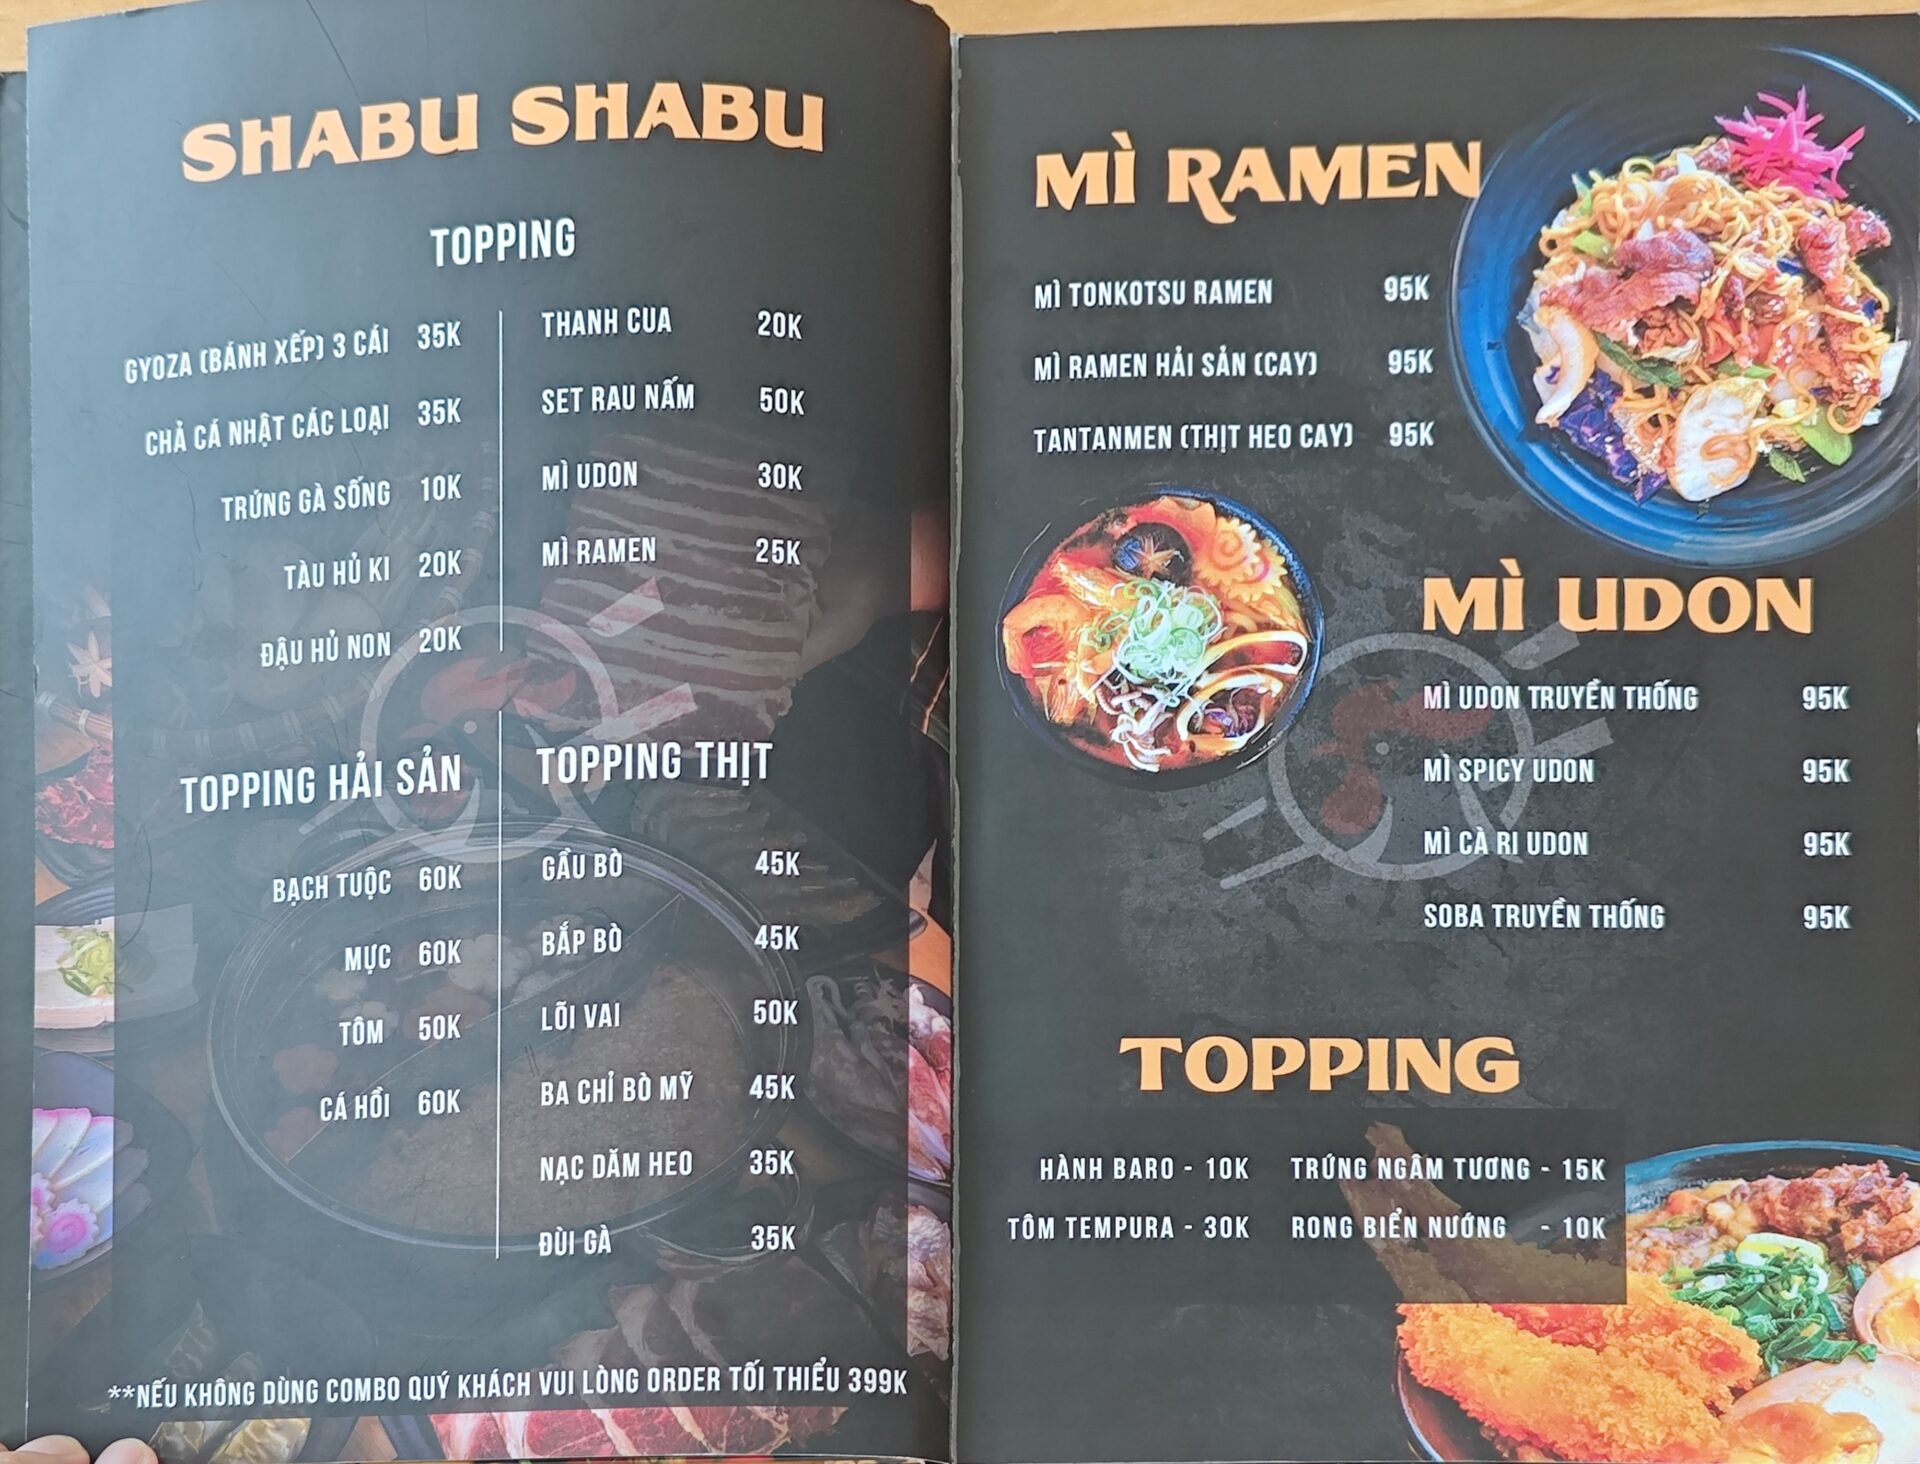 SHABU SHABU
TOPPING
GYOZA (BÁNH XẾP) 3 CÁI 35K
CHẢ CÁ NHẬT CÁC LOẠI 35K
TRỨNG GÀ SỐNG 10K
TÀU HỦ KI 20K
ĐẬU HỦ NON 20K
THANH CUA 20K
SET RAU NẤM 50K
MÌ UDON 30K
MÌ RAMEN 25K
TOPPING HẢI SẢN
BẠCH TUỘC 60K
MỰC 60K
TÔM 50K
CÁ HỒI 60K
TOPPING THỊT
GẦU BÒ 45K
BẮP BÒ 45K
LÕI VAI 50K
BA CHỈ BÒ MỸ 45K
NẠC DĂM HEO 35K
ĐÙI GÀ 35K
**NẾU KHÔNG DÙNG COMBO QUÝ KHÁCH VUI LÒNG ORDER TỐI THIỂU 399K
MÌ RAMEN
MÌ TONKOTSU RAMEN 95K
MÌ RAMEN HẢI SẢN (CAY) 95K
TANTANMEN (THỊT HEO CAY) 95K
MÌ UDON
MÌ UDON TRUYỀN THỐNG 95K
MÌ SPICY UDON 95K
MÌ CÀ RI UDON 95K
SOBA TRUYỀN THỐNG 95K
TOPPING
HÀNH BARO - 10K TRỨNG NGÂM TƯƠNG - 15K
TÔM TEMPURA - 30K RONG BIỂN NƯỚNG - 10K